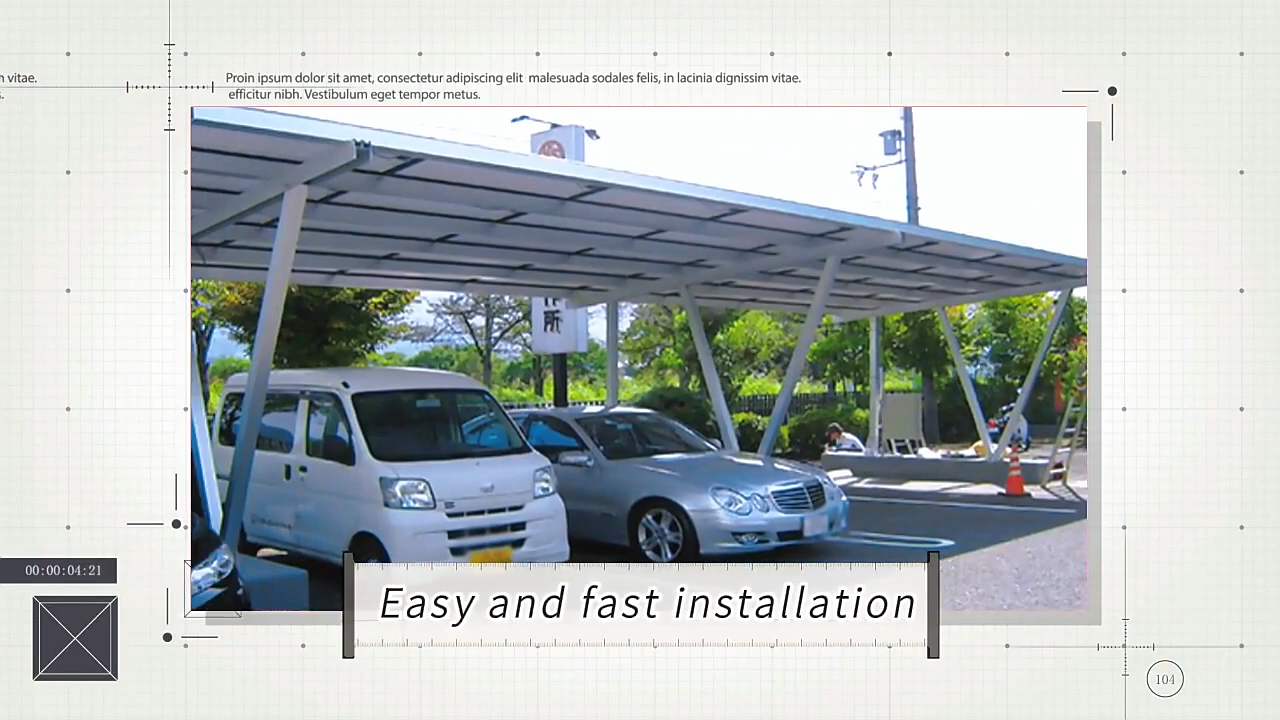 n vitae.
s.
Proin ipsum dolor sit amet, consectetur adipiscing elit malesuada sodales felis, in lacinia dignissim vitae.
efficitur nibh. Vestibulum eget tempor metus.
所
00:00:04:21
Easy and fast installation
104